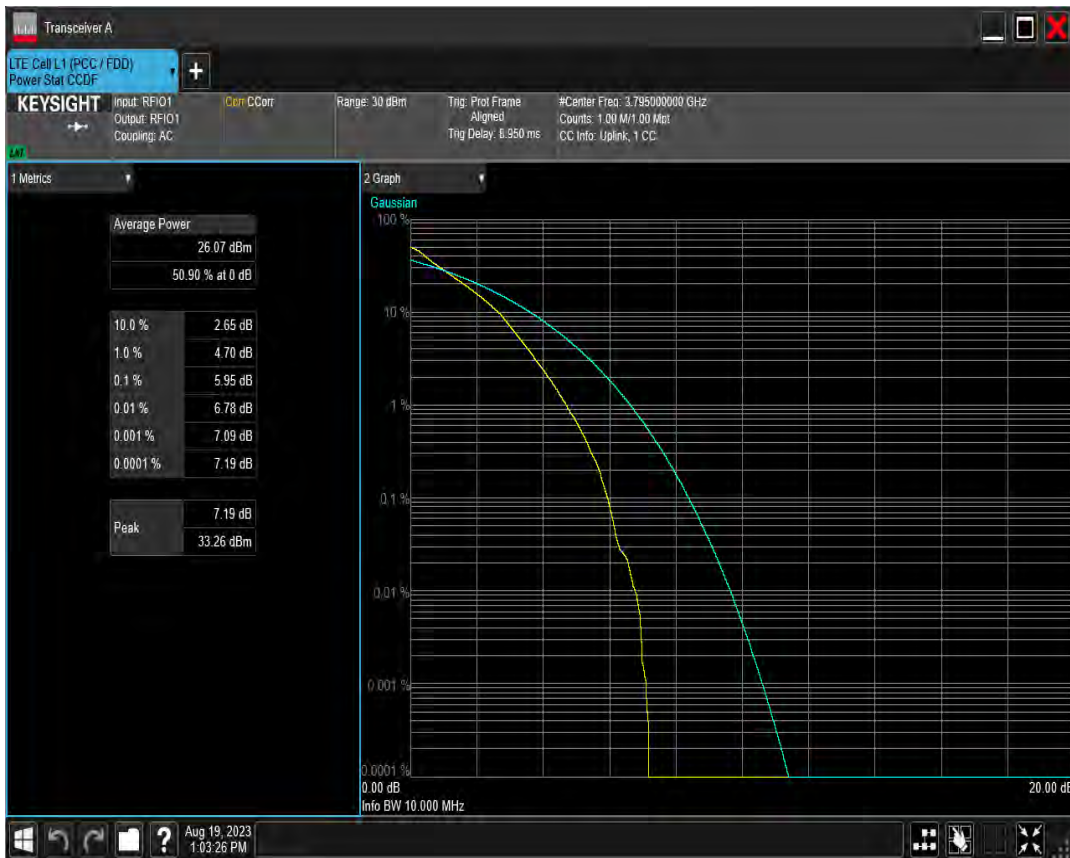 Transceiver A
LTE Cell L1 (PCC / FDD)
Power Stat CCDF
+
KEYSIGHT
Input: RFIO1
Output: RFIO1
Coupling: AC
Corr CCorr
Range: 30 dBm
Trig: Prot Frame
Aligned
Trig Delay: 8.950 ms
#Center Freq: 3.795000000 GHz
Counts: 1.00 M/1.00 Mpt
CC Info: Uplink, 1 CC
1 Metrics
Average Power
26.07 dBm
50.90 % at 0 dB
10.0 % 2.65 dB
1.0 % 4.70 dB
0.1 % 5.95 dB
0.01 % 6.78 dB
0.001 % 7.09 dB
0.0001 % 7.19 dB
Peak
7.19 dB
33.26 dBm
2 Graph
Gaussian
100 %
10 %
1 %
0.1 %
0.01 %
0.001 %
0.0001 %
0.00 dB
20.00 dB
Info BW 10.000 MHz
?
Aug 19, 2023
1:03:26 PM